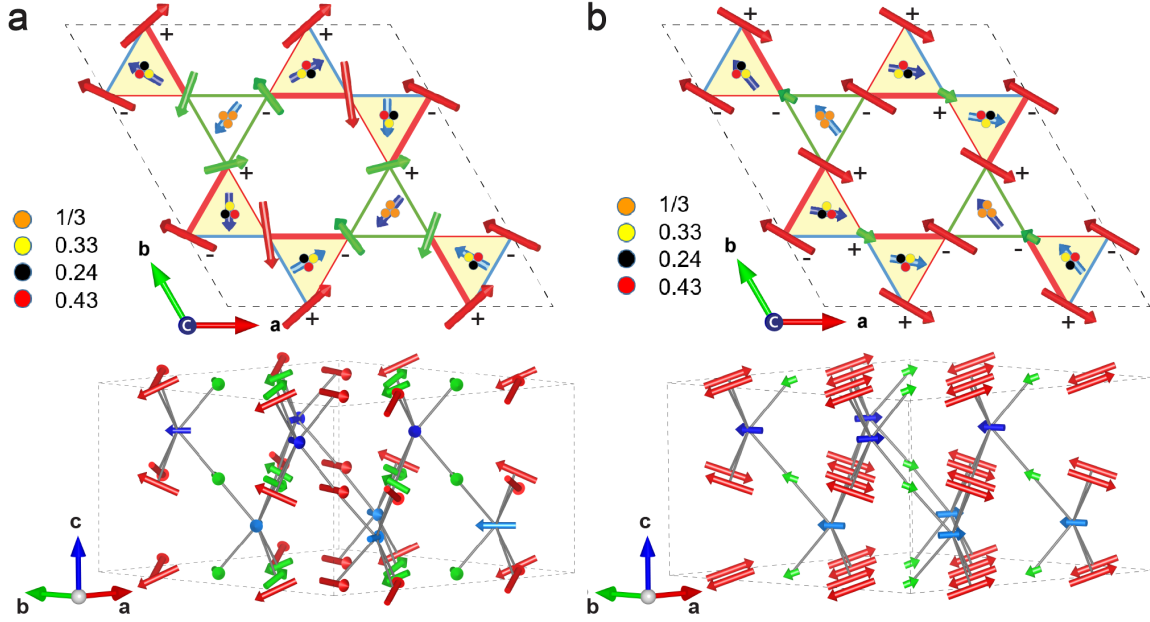 a
+
+
-
-
-
-
+
+
-
-
-
-
+
+
1/3
0.33
0.24
0.43
b
c
a
c
b
a
b
+
+
-
-
+
-
+
+
+
-
-
-
+
+
1/3
0.33
0.24
0.43
b
c
a
c
b
a